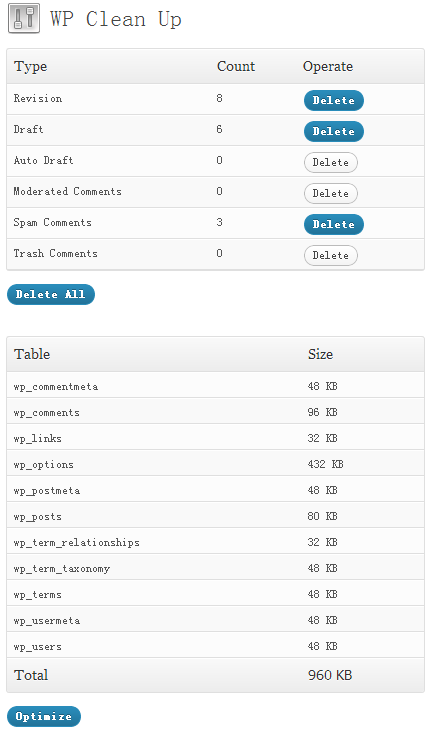 WP Clean Up
Type Count Operate
Revision 8 Delete
Draft 6 Delete
Auto Draft 0 Delete
Moderated Comments 0 Delete
Spam Comments 3 Delete
Trash Comments 0 Delete
Delete All
Table Size
wp_commentmeta 48 KB
wp_comments 96 KB
wp_links 32 KB
wp_options 432 KB
wp_postmeta 48 KB
wp_posts 80 KB
wp_term_relationships 32 KB
wp_term_taxonomy 48 KB
wp_terms 48 KB
wp_usermeta 48 KB
wp_users 48 KB
Total 960 KB
Optimize